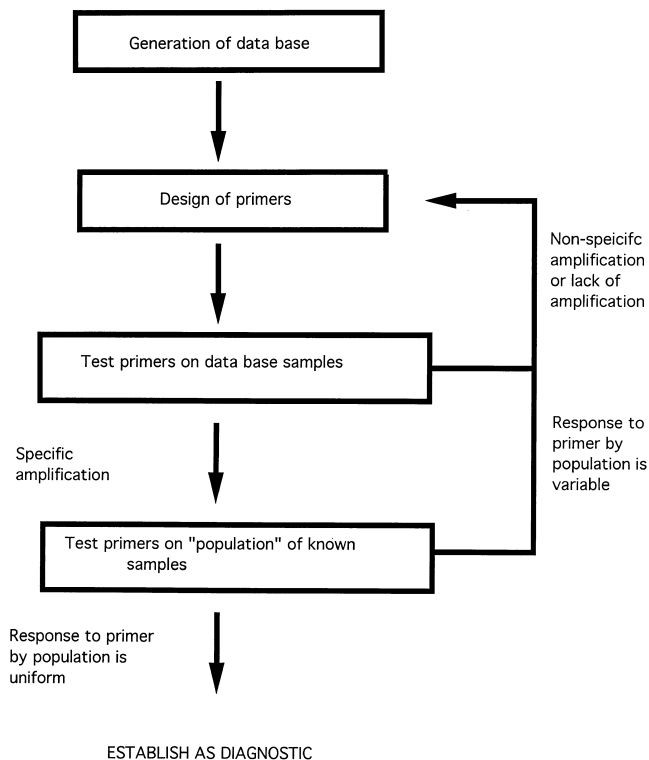 Generation of data base
Design of primers
Non-speicifc
amplification
or lack of
amplification
Test primers on data base samples
Specific
amplification
Response to
primer by
population is
variable
Test primers on "population" of known
samples
Response to primer
by population is
uniform
ESTABLISH AS DIAGNOSTIC